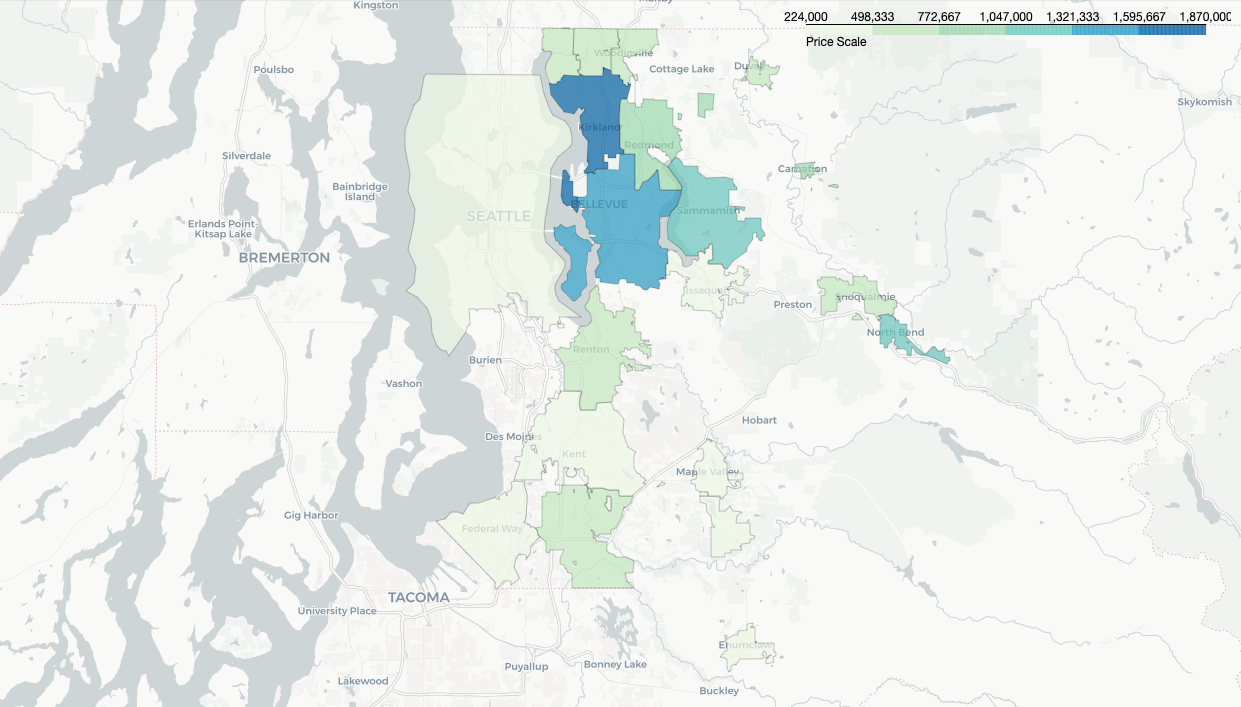 Kingston
224,000 498,333 772,667 1,047,000 1,321,333 1,595,667 1,870,000
Price Scale
Woodinville
Poulsbo
Cottage Lake
Duvall
Skykomish
Kirkland
Redmond
Silverdale
Carnation
Bainbridge
Island
BELLEVUE
Sammamish
SEATTLE
Erlands Point-
Kitsap Lake
BREMERTON
Issaquah
Preston
Snoqualmie
North Bend
Renton
Burien
Vashon
Hobart
Des Moines
Kent
Maple Valley
Gig Harbor
Federal Way
TACOMA
University Place
Enumclaw
Puyallup
Bonney Lake
Lakewood
Buckley